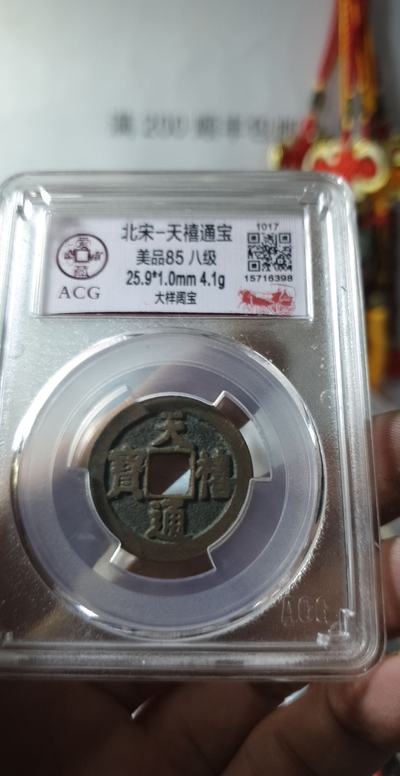 北宋-天禧通宝
美品85 八级
25.9*1.0mm 4.1g
大样阔宝
ACG
1017
15716398
天
寶 禧
通
ACG